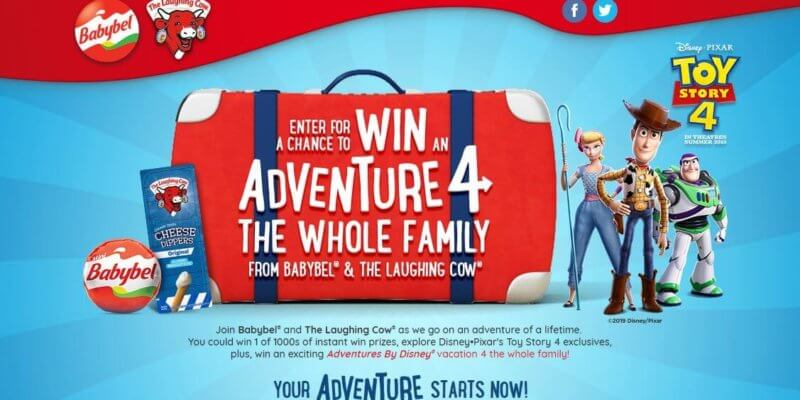 Babybel
The Laughing Cow
Disney • PIXAR
TOY
STORY
4
IN THEATRES
SUMMER 2019
ENTER FOR
A CHANCE TO WIN AN
ADVENTURE 4
THE WHOLE FAMILY
FROM BABYBEL® & THE LAUGHING COW®
The Laughing Cow
CHEESE
DIPPERS
Original
Babybel
©2019 Disney/Pixar
Join Babybel® and The Laughing Cow® as we go on an adventure of a lifetime.
You could win 1 of 1000s of instant win prizes, explore Disney•Pixar's Toy Story 4 exclusives,
plus, win an exciting Adventures By Disney® vacation 4 the whole family!
YOUR ADVENTURE STARTS NOW!